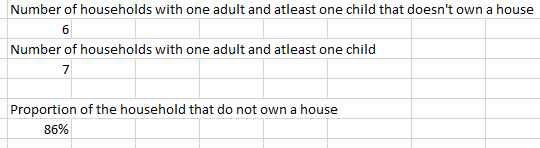 Number of households with one adult and atleast one child that doesn't own a house
6
Number of households with one adult and atleast one child
7
Proportion of the household that do not own a house
86%